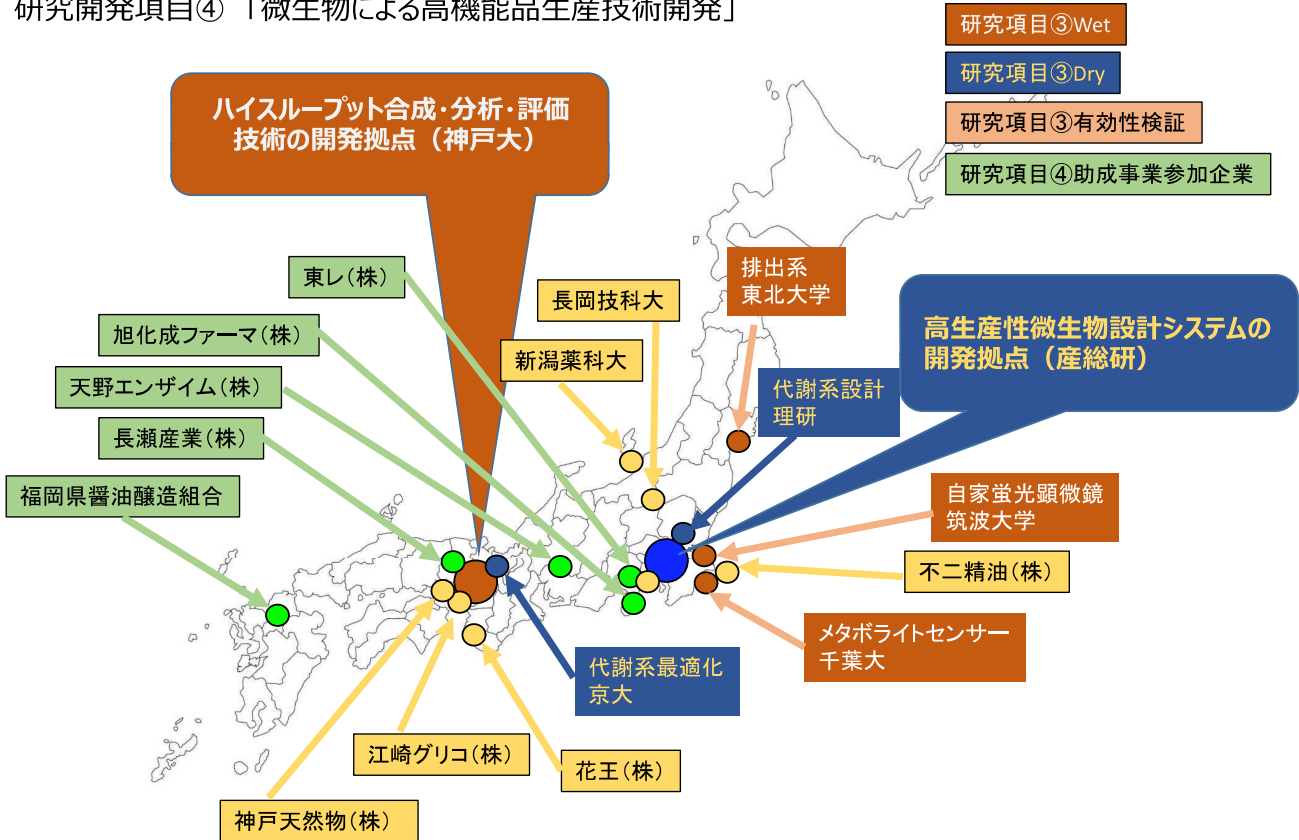 研究開発項目④ 「微生物による高機能品生産技術開発」
研究項目③Wet
研究項目③Dry
研究項目③有効性検証
研究項目④助成事業参加企業
ハイスループット合成・分析・評価
技術の開発拠点（神戸大）
排出系
東北大学
東レ（株）
長岡技科大
高生産性微生物設計システムの
開発拠点（産総研）
旭化成ファーマ（株）
新潟薬科大
天野エンザイム（株）
代謝系設計
理研
長瀬産業（株）
福岡県醤油醸造組合
自家蛍光顕微鏡
筑波大学
不二精油（株）
メタボライトセンサー
千葉大
代謝系最適化
京大
江崎グリコ（株）
花王（株）
神戸天然物（株）